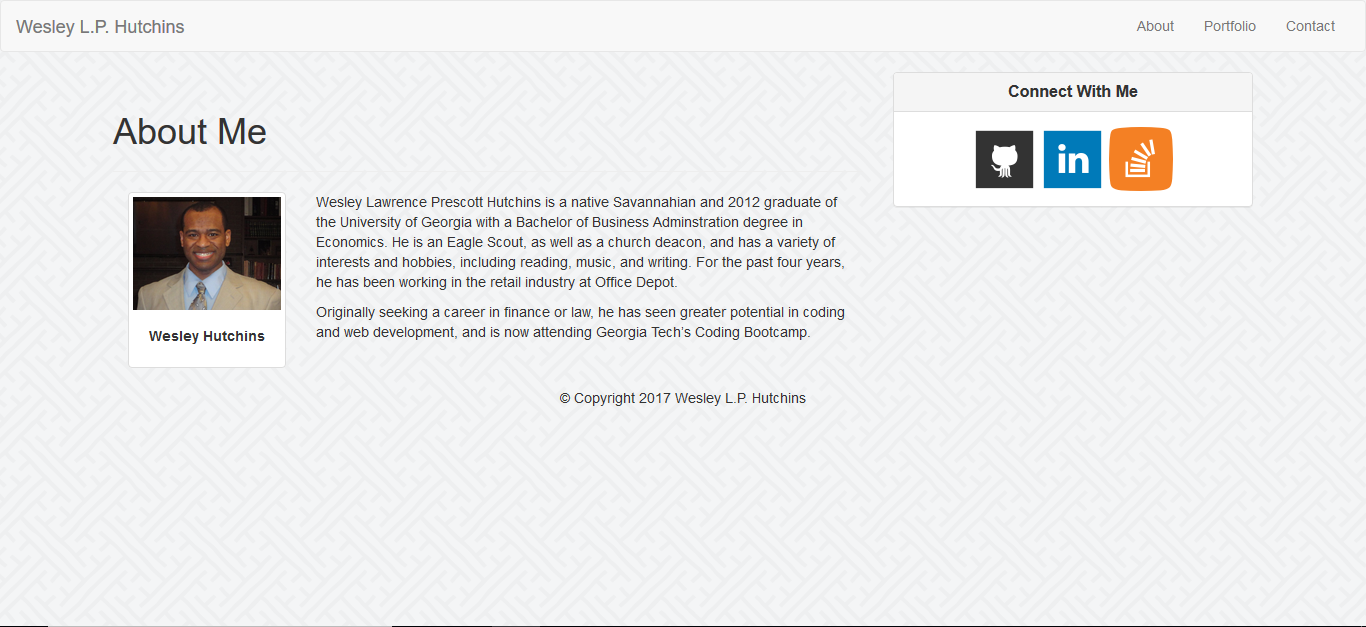 Wesley L.P. Hutchins
About
Portfolio
Contact
About Me
Wesley Hutchins
Wesley Lawrence Prescott Hutchins is a native Savannahian and 2012 graduate of
the University of Georgia with a Bachelor of Business Adminstration degree in
Economics. He is an Eagle Scout, as well as a church deacon, and has a variety of
interests and hobbies, including reading, music, and writing. For the past four years,
he has been working in the retail industry at Office Depot.
Originally seeking a career in finance or law, he has seen greater potential in coding
and web development, and is now attending Georgia Tech's Coding Bootcamp.
Connect With Me
in
© Copyright 2017 Wesley L.P. Hutchins